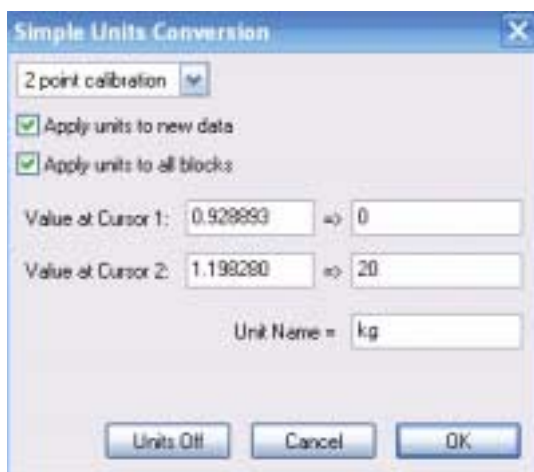 Simple Units Conversion
2 point calibration
Apply units to new data
Apply units to all blocks
Value at Cursor 1: 0.928893 => 0
Value at Cursor 2: 1.198280 => 20
Unit Name = kg
Units Off Cancel OK